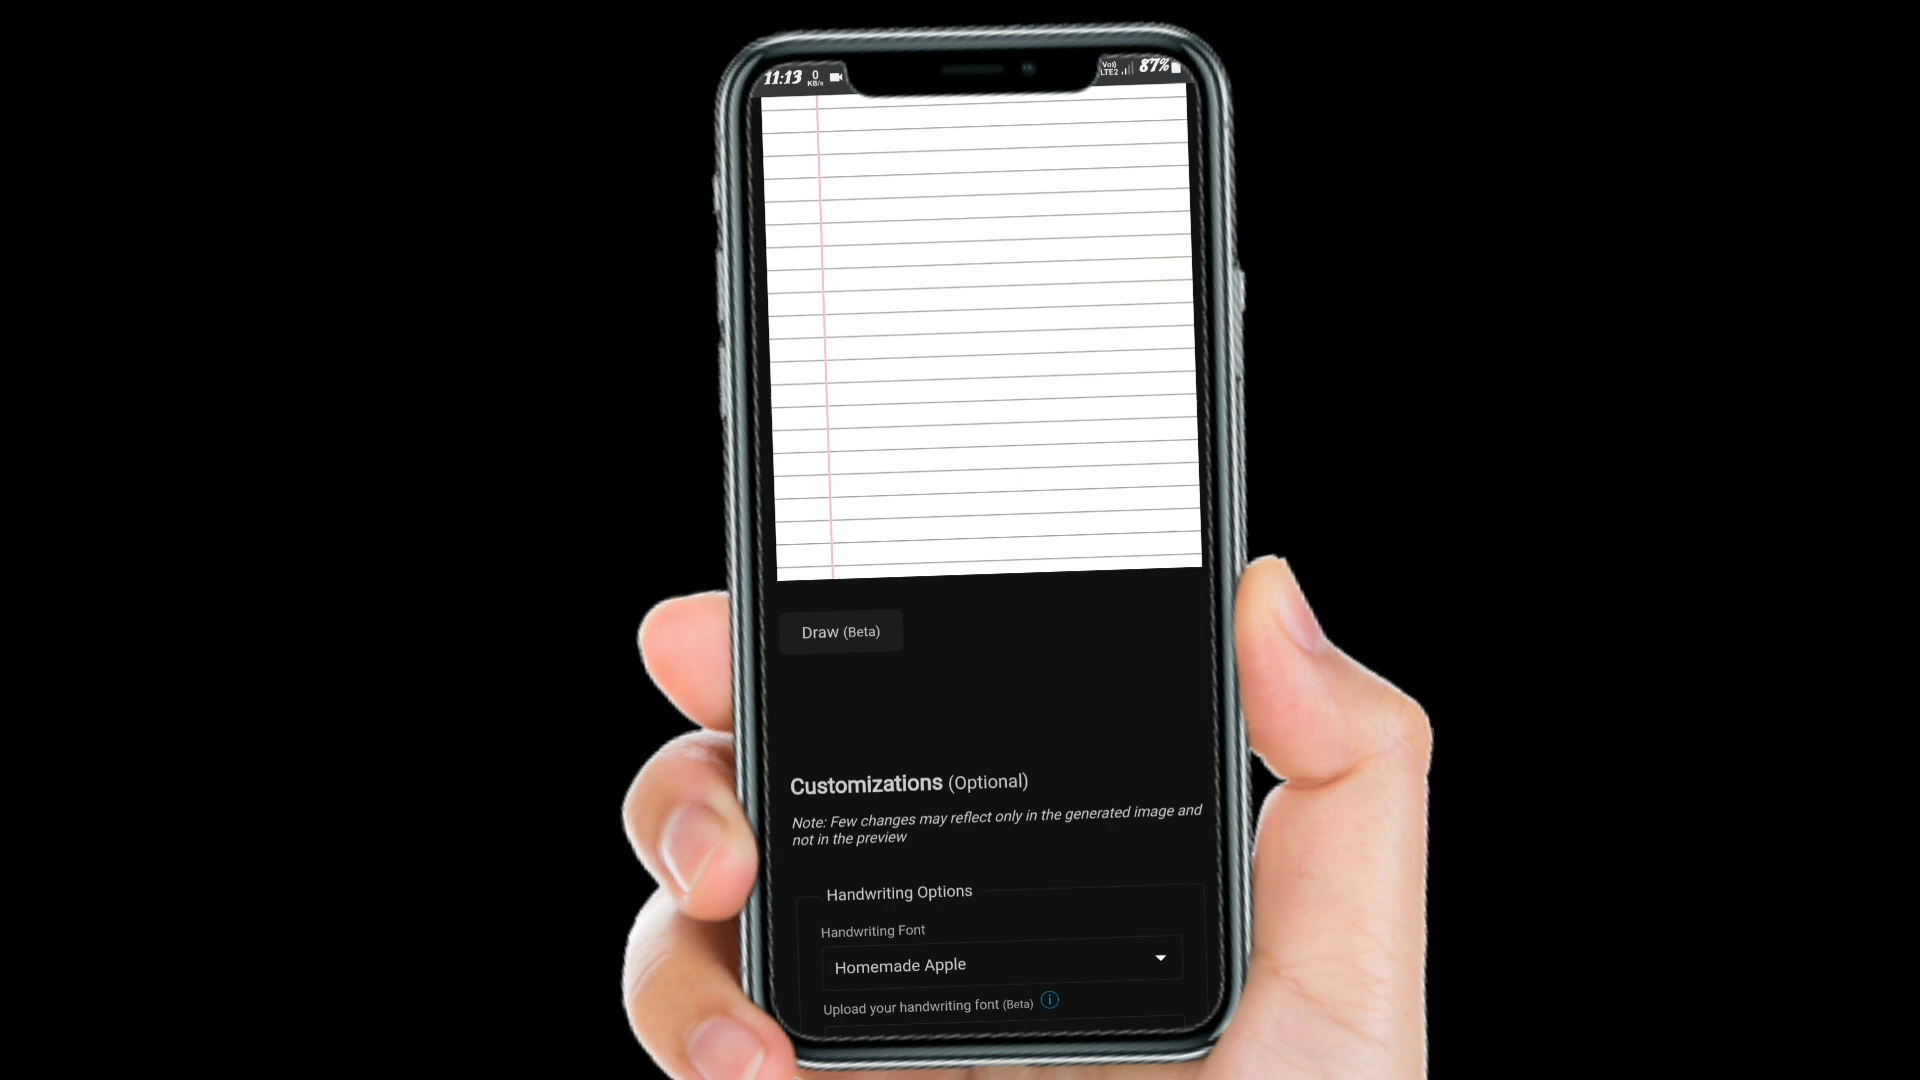 11:13 0 KB/s Vo)) LTE2 87%
Draw (Beta)
Customizations (Optional)
Note: Few changes may reflect only in the generated image and
not in the preview
Handwriting Options
Handwriting Font
Homemade Apple
Upload your handwriting font (Beta) i